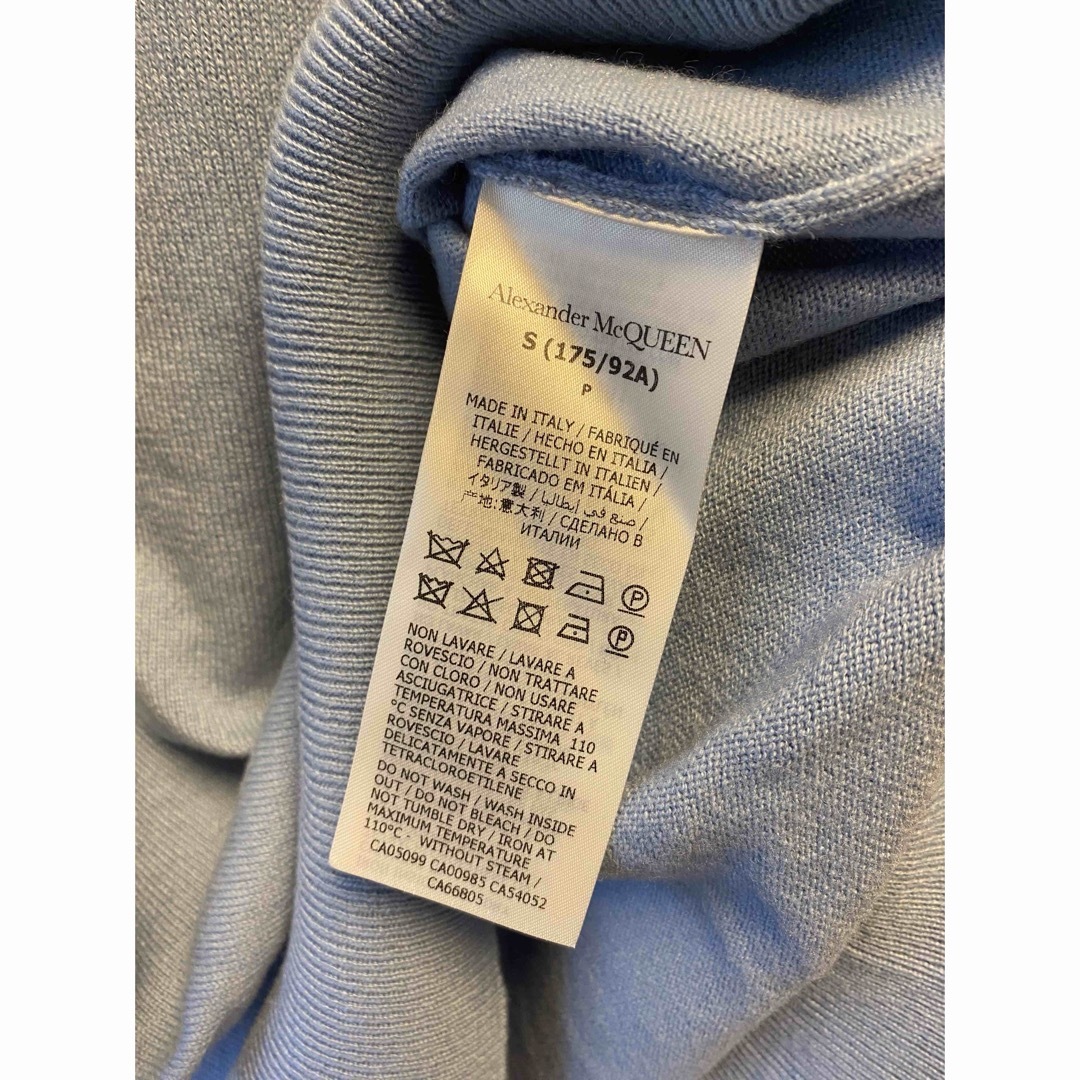 Alexander McQUEEN
S (175/92A)
P
MADE IN ITALY / FABRIQUÉ EN
ITALIE / HECHO EN ITALIA /
HERGESTELLT IN ITALIEN /
FABRICADO EM ITÁLIA /
イタリア製 / صنع في إيطاليا /
产地:意大利 / СДЕЛАНО В
ИТАЛИИ
P
P
NON LAVARE / LAVARE A
ROVESCIO / NON TRATTARE
CON CLORO / NON USARE
ASCIUGATRICE / STIRARE A
TEMPERATURA MASSIMA 110
°C SENZA VAPORE / STIRARE A
ROVESCIO / LAVARE
DELICATAMENTE A SECCO IN
TETRACLOROETILENE
DO NOT WASH / WASH INSIDE
OUT / DO NOT BLEACH / DO
NOT TUMBLE DRY / IRON AT
MAXIMUM TEMPERATURE
110°C - WITHOUT STEAM /
CA05099 CA00985 CA54052
CA66805